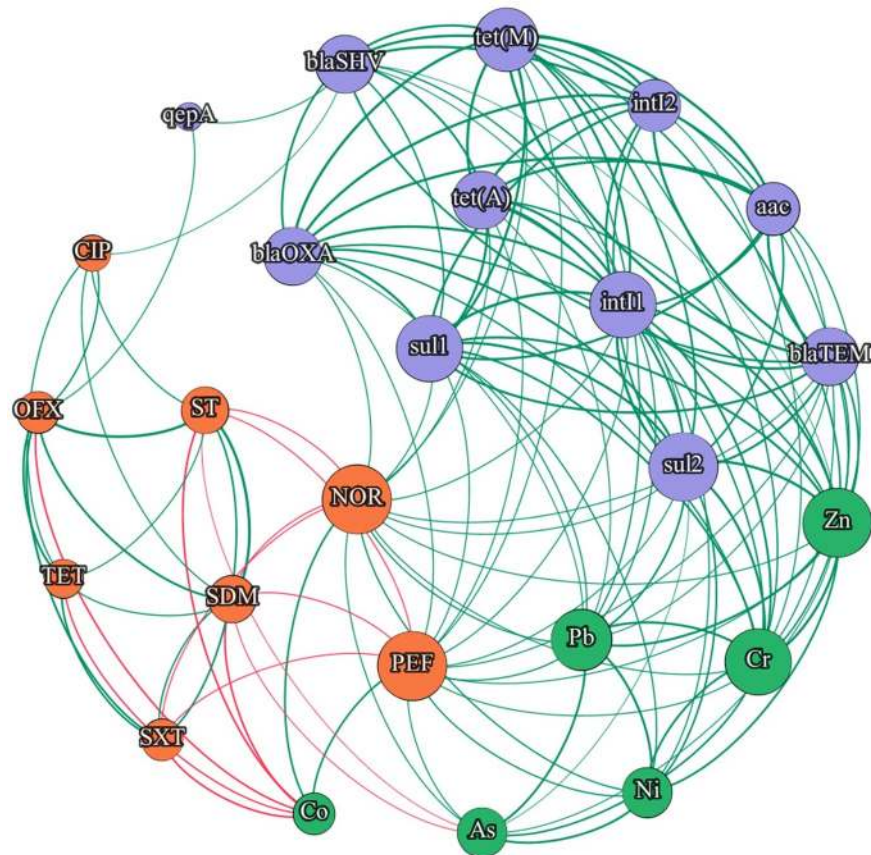 tet(M)
blaSHV
intI2
qepA
tet(A)
aac
blaOXA
CIP
intI1
sul1
blaTEM
OFX
ST
sul2
NOR
Zn
TET
SDM
Pb
PEF
Cr
SXT
Ni
Co
As